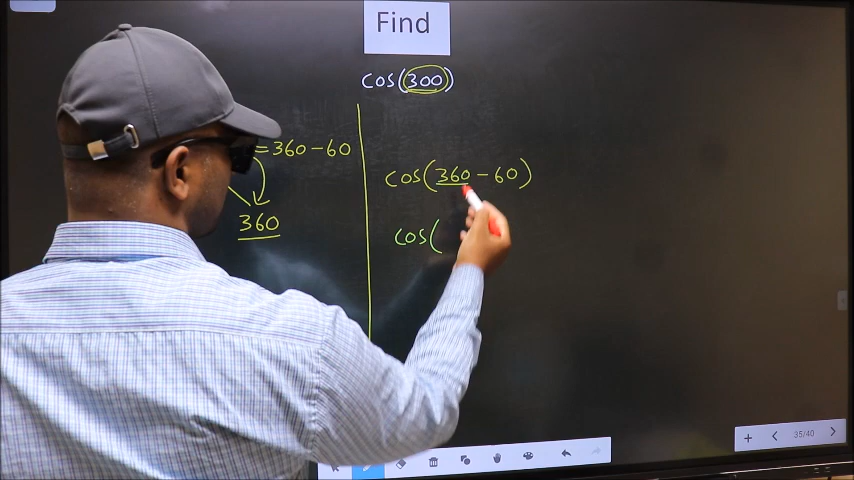 Find
cos(300)
= 360 - 60
360
cos(360 - 60)
cos(
35/40